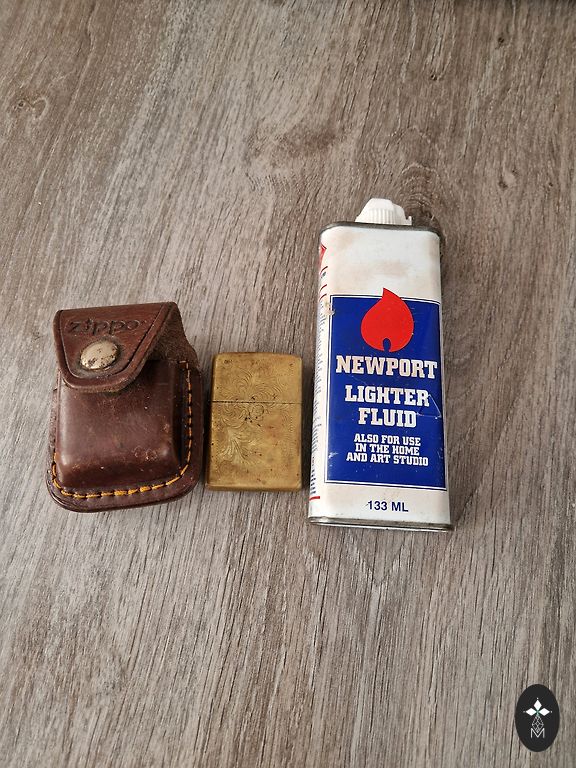 Zippo
NEWPORT
LIGHTER
FLUID
ALSO FOR USE
IN THE HOME
AND ART STUDIO
133 ML
M